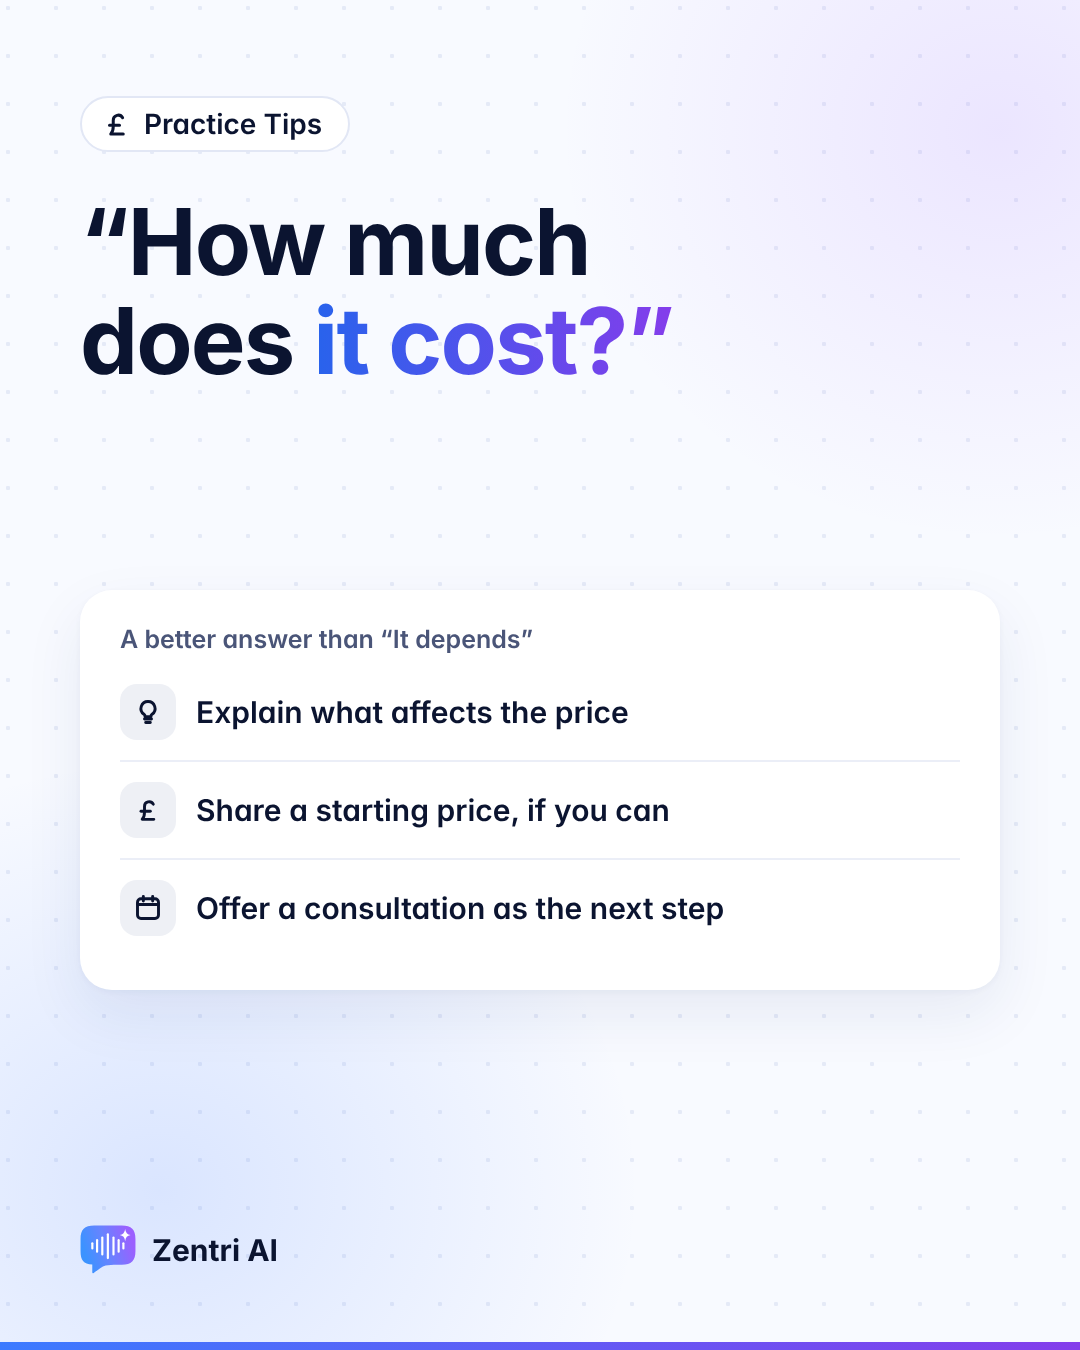 £ Practice Tips
“How much
does it cost?”
A better answer than “It depends”
Explain what affects the price
£ Share a starting price, if you can
Offer a consultation as the next step
Zentri AI